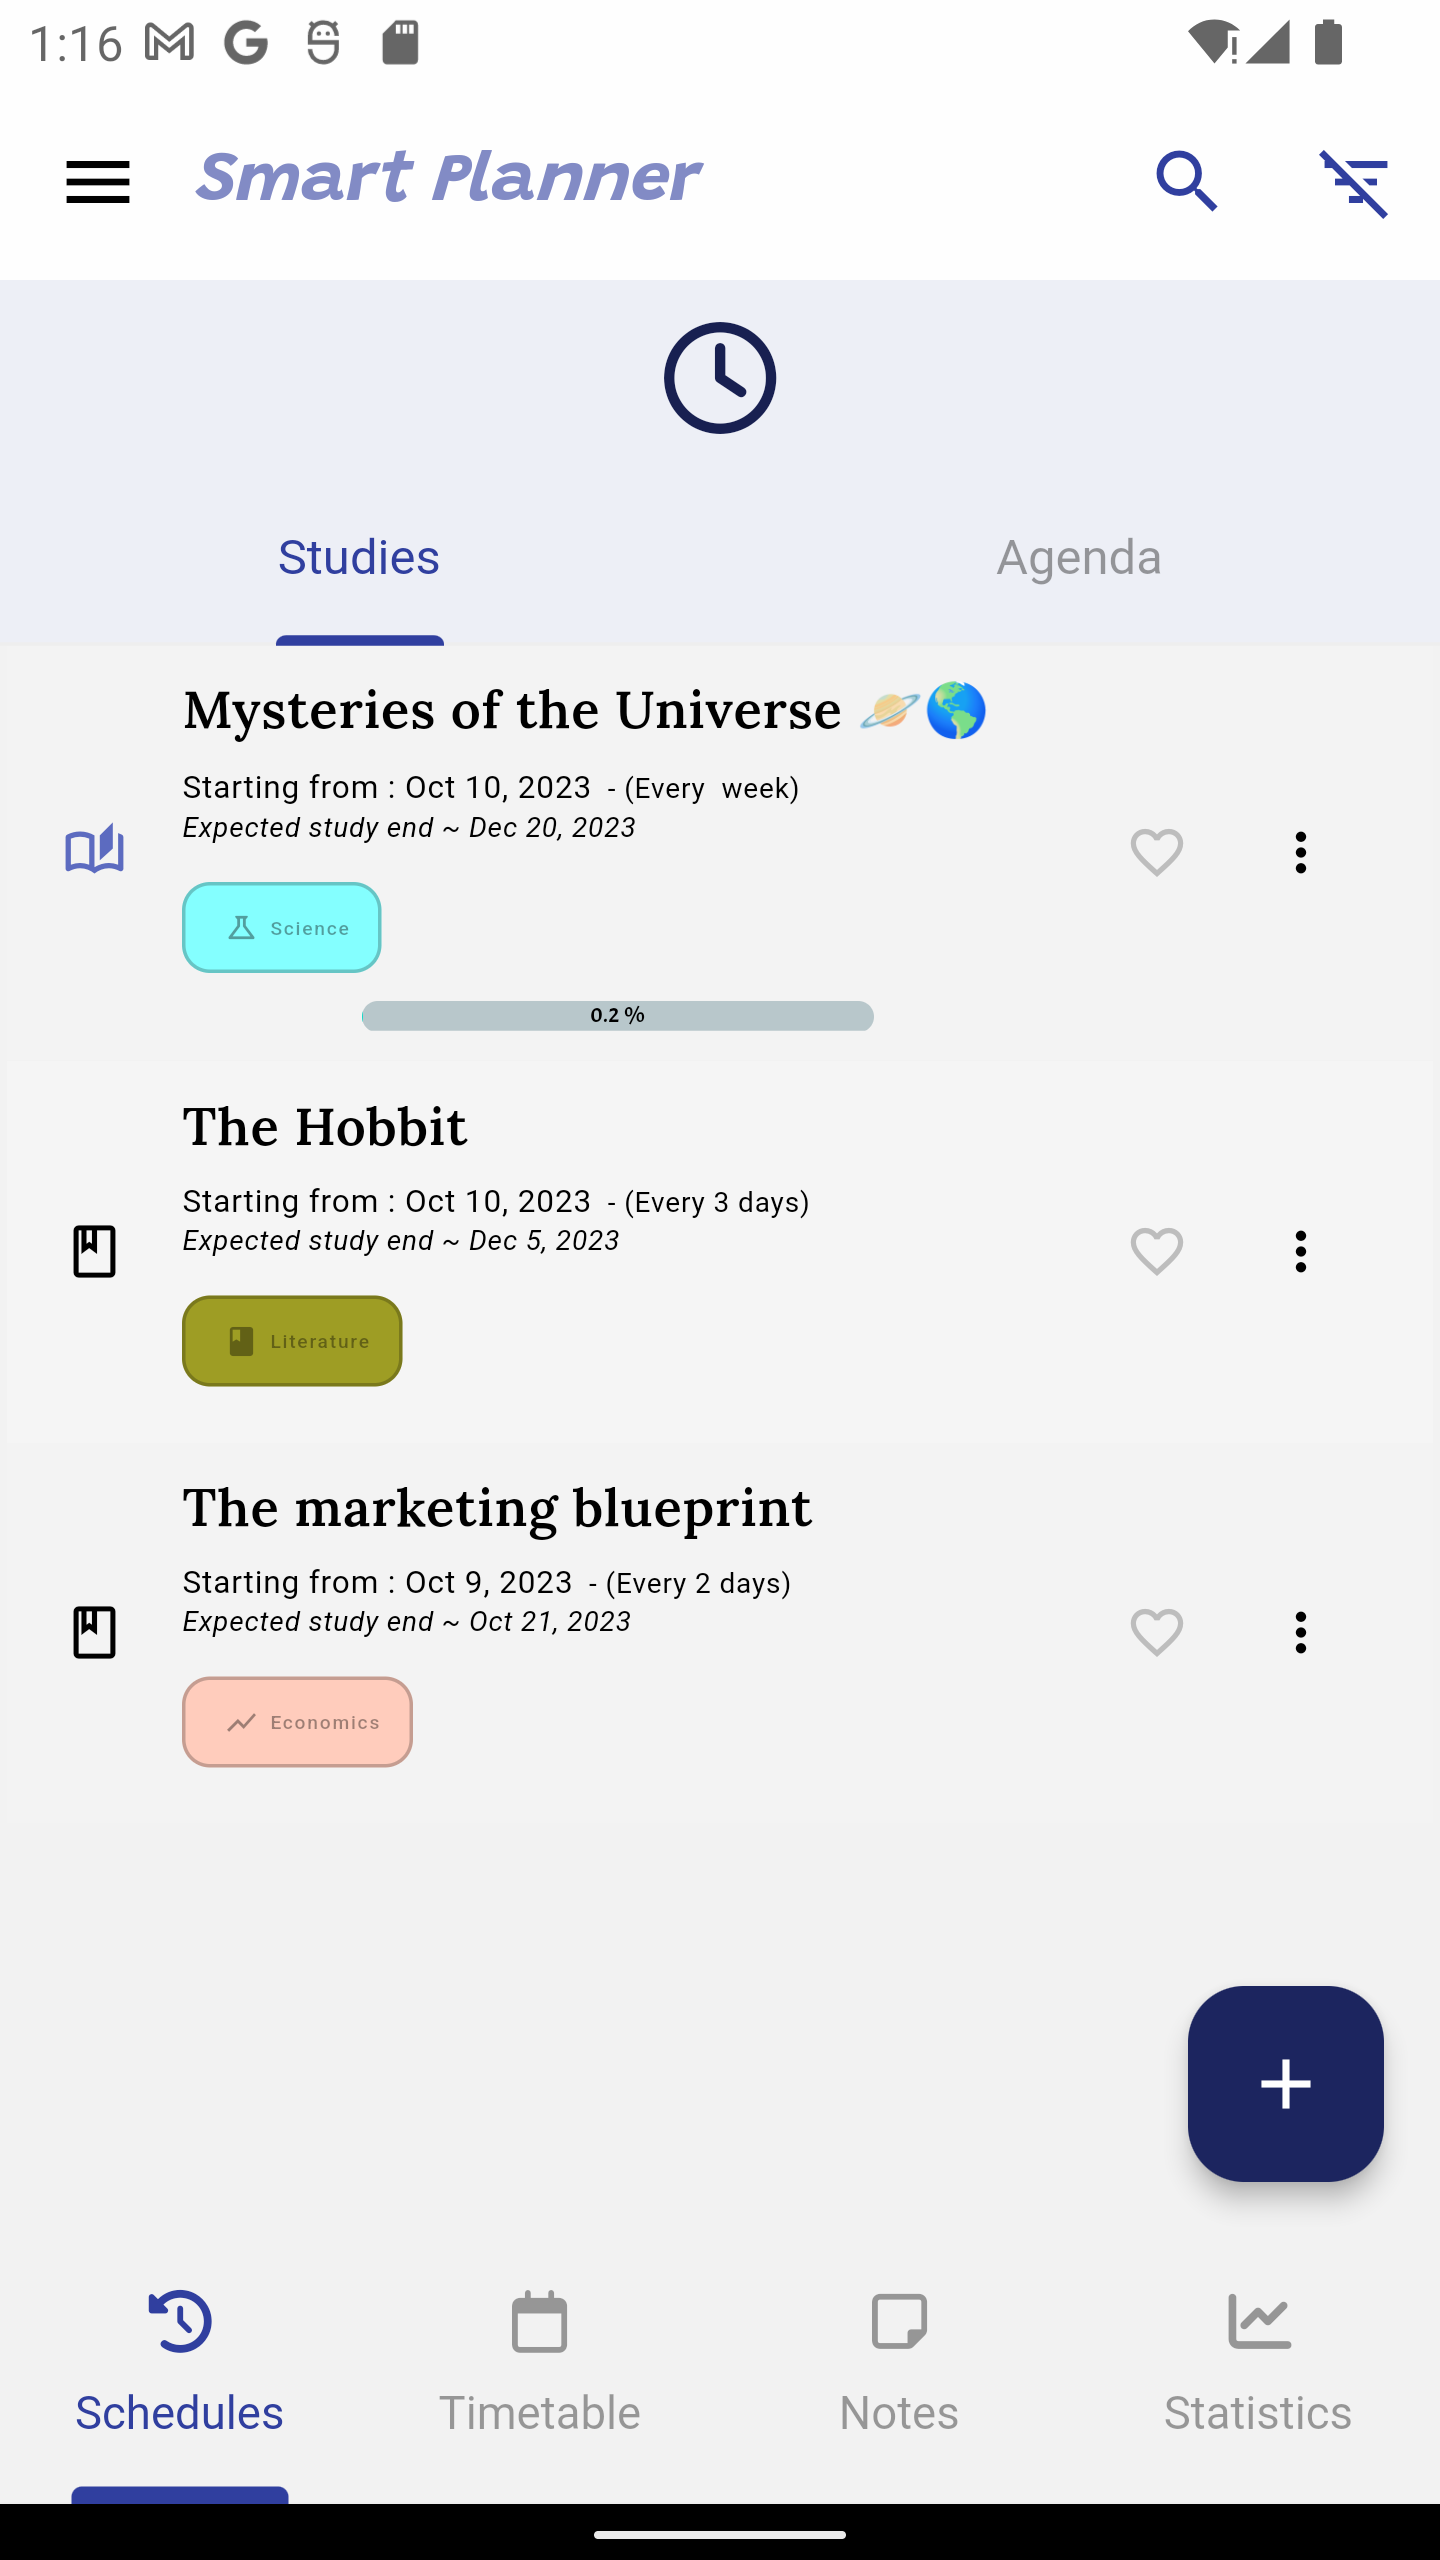 1:16
Smart Planner
Studies
Agenda
Mysteries of the Universe 🪐🌎
Starting from : Oct 10, 2023 - (Every  week)
Expected study end ~ Dec 20, 2023
Science
0.2 %
The Hobbit
Starting from : Oct 10, 2023 - (Every 3 days)
Expected study end ~ Dec 5, 2023
Literature
The marketing blueprint
Starting from : Oct 9, 2023 - (Every 2 days)
Expected study end ~ Oct 21, 2023
Economics
Schedules
Timetable
Notes
Statistics